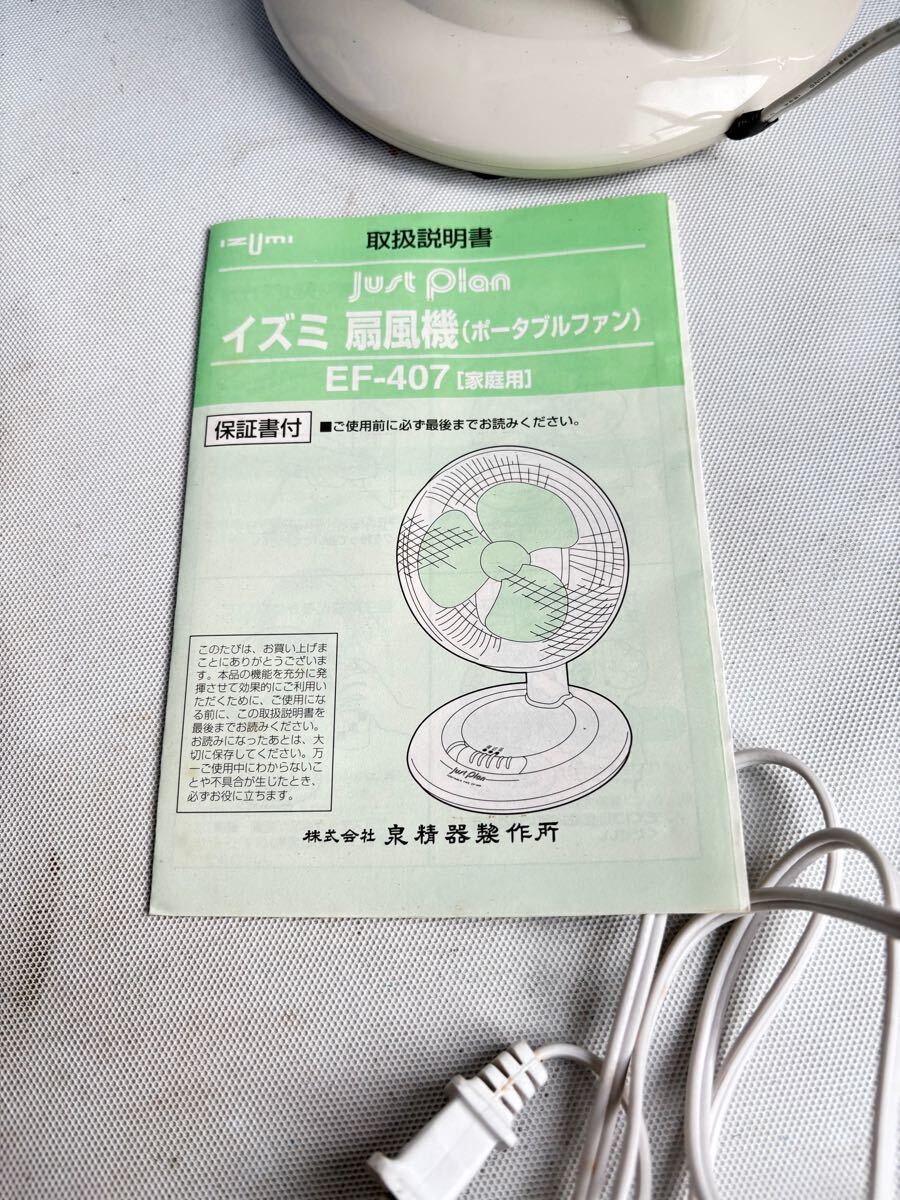 IZUMI 取扱説明書
Just Plan
イズミ 扇風機(ポータブルファン)
EF-407[家庭用]
保証書付 ■ご使用前に必ず最後までお読みください。
このたびは、お買い上げま
ことにありがとうございま
す。本品の機能を充分に発
揮させて効果的にご利用い
ただくために、ご使用にな
る前に、この取扱説明書を
最後までお読みください。
お読みになったあとは、大
切に保存してください。万
一ご使用中にわからないこ
とや不具合が生じたとき、
必ずお役に立ちます。
Just Plan
株式会社 泉精器製作所